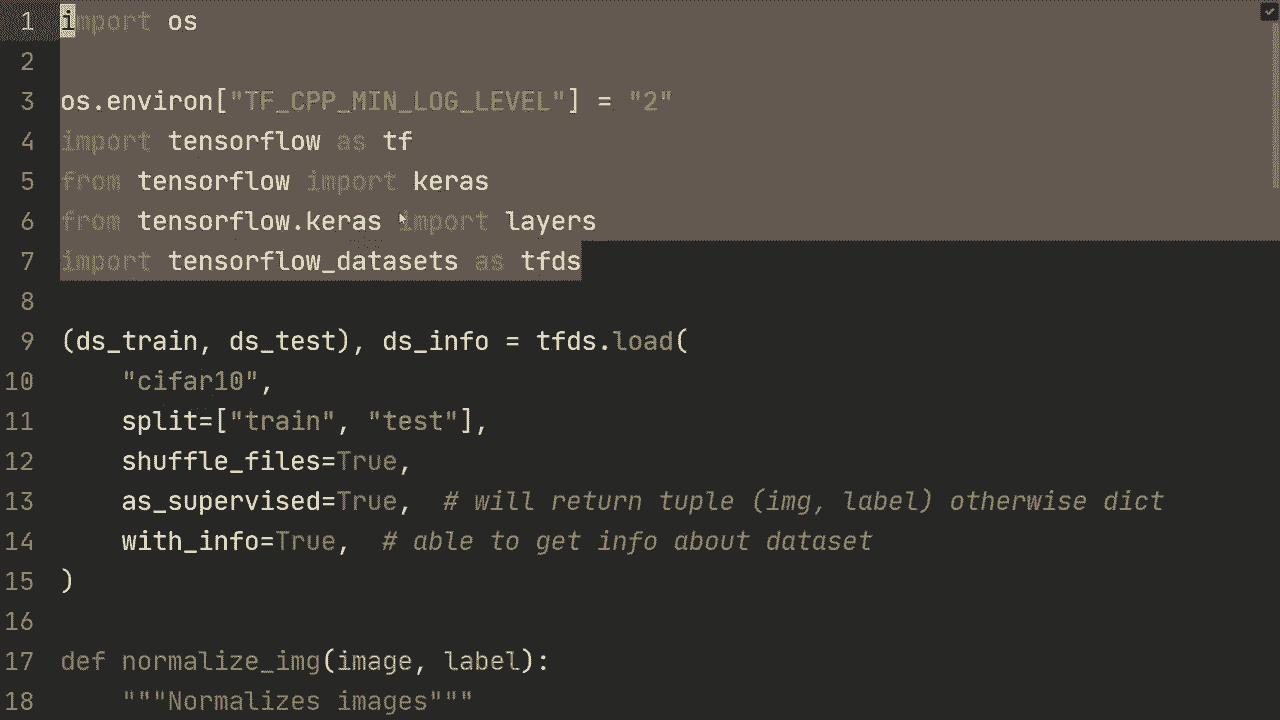 1 import os
2
3 os.environ["TF_CPP_MIN_LOG_LEVEL"] = "2"
4 import tensorflow as tf
5 from tensorflow import keras
6 from tensorflow.keras import layers
7 import tensorflow_datasets as tfds
8
9 (ds_train, ds_test), ds_info = tfds.load(
10     "cifar10",
11     split=["train", "test"],
12     shuffle_files=True,
13     as_supervised=True,  # will return tuple (img, label) otherwise dict
14     with_info=True,  # able to get info about dataset
15 )
16
17 def normalize_img(image, label):
18     """Normalizes images"""